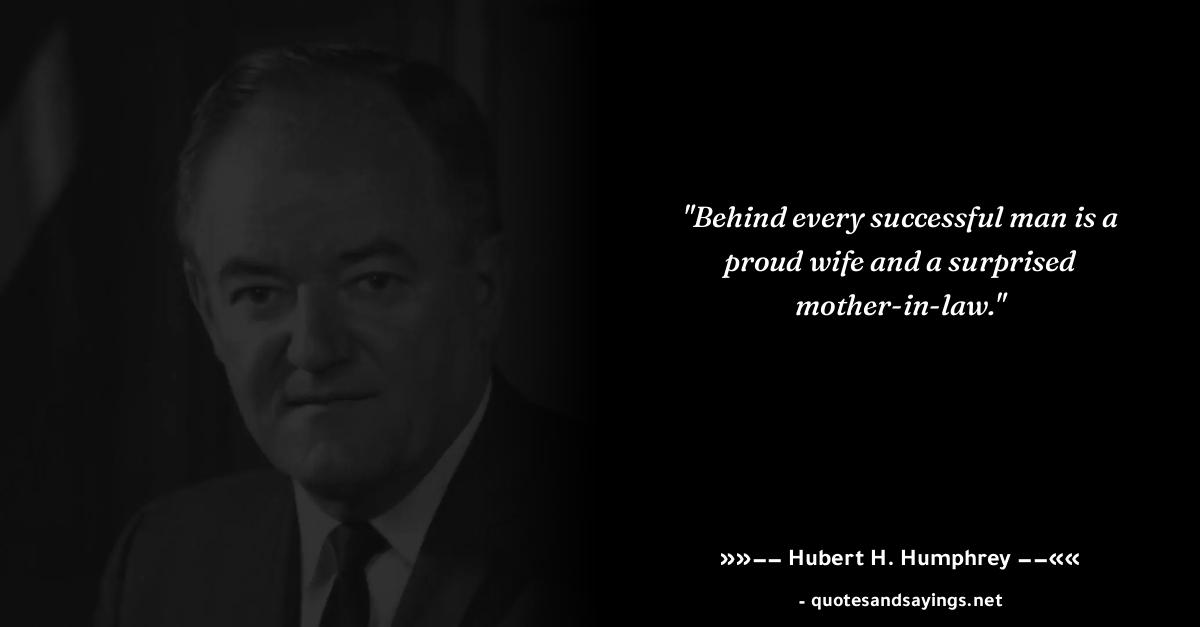 "Behind every successful man is a
proud wife and a surprised
mother-in-law."
»»−− Hubert H. Humphrey −−««
- quotesandsayings.net